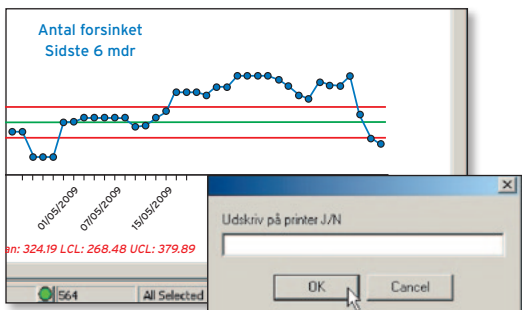 Antal forsinket
Sidste 6 mdr
01/05/2009
07/05/2009
15/05/2009
an: 324.19 LCL: 268.48 UCL: 379.89
Udskriv på printer J/N
OK
Cancel
564
All Selected